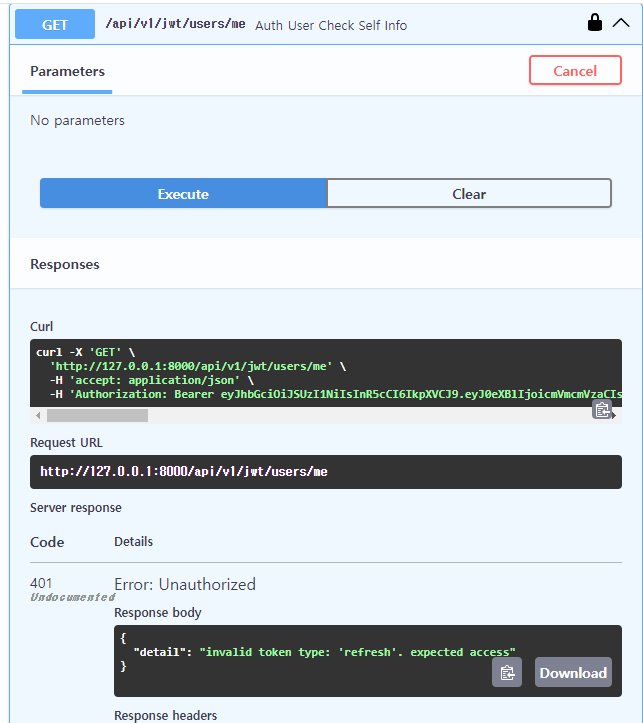 GET /api/v1/jwt/users/me Auth User Check Self Info
Parameters
Cancel
No parameters
Execute
Clear
Responses
Curl
curl -X 'GET' \
'http://127.0.0.1:8000/api/v1/jwt/users/me' \
-H 'accept: application/json' \
-H 'Authorization: Bearer eyJhbGciOiJSUzI1NiIsInR5cCI6IkpXVCJ9.eyJ0eXBlIjoicmVmcmVzaCIs
Request URL
http://127.0.0.1:8000/api/v1/jwt/users/me
Server response
Code Details
401 Error: Unauthorized
Undocumented
Response body
{
"detail": "invalid token type: 'refresh'. expected access"
}
Download
Response headers